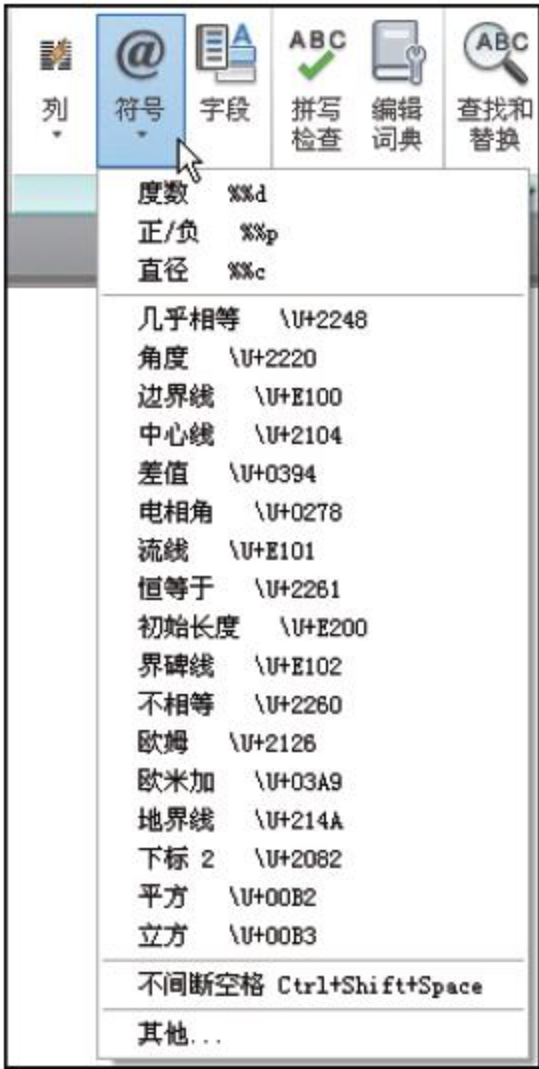 @ A ABC ABC
列 符号 字段 拼写 编辑 查找和
检查 词典 替换
度数 %%d
正/负 %%p
直径 %%c
几乎相等 \U+2248
角度 \U+2220
边界线 \U+E100
中心线 \U+2104
差值 \U+0394
电相角 \U+0278
流线 \U+E101
恒等于 \U+2261
初始长度 \U+E200
界碑线 \U+E102
不相等 \U+2260
欧姆 \U+2126
欧米加 \U+03A9
地界线 \U+214A
下标 2 \U+2082
平方 \U+00B2
立方 \U+00B3
不间断空格 Ctrl+Shift+Space
其他...